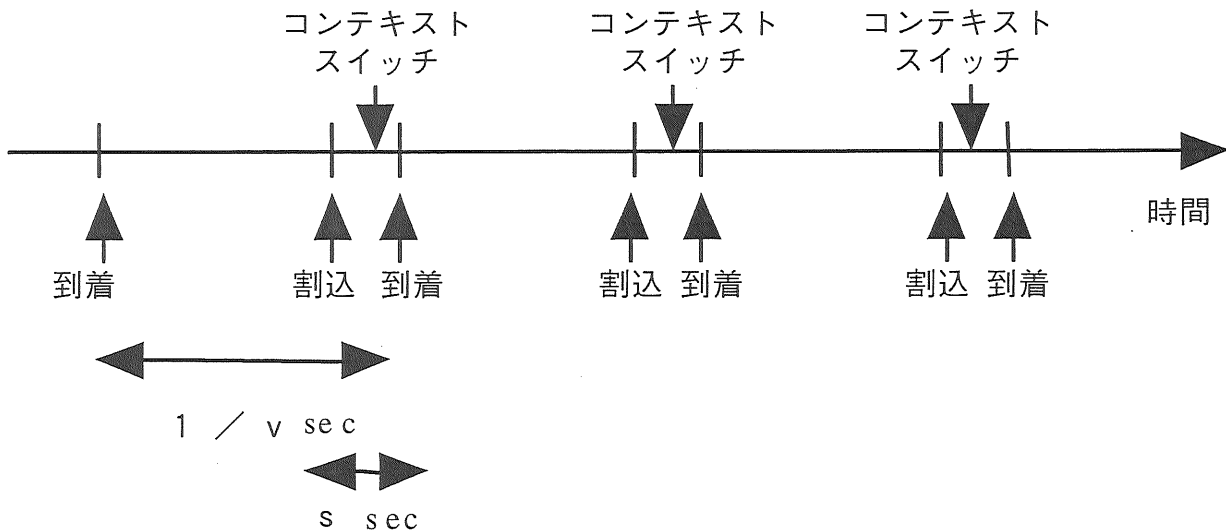 コンテキスト
スイッチ
コンテキスト
スイッチ
コンテキスト
スイッチ
時間
到着
割込
到着
割込
到着
割込
到着
1 ／ v sec
s sec